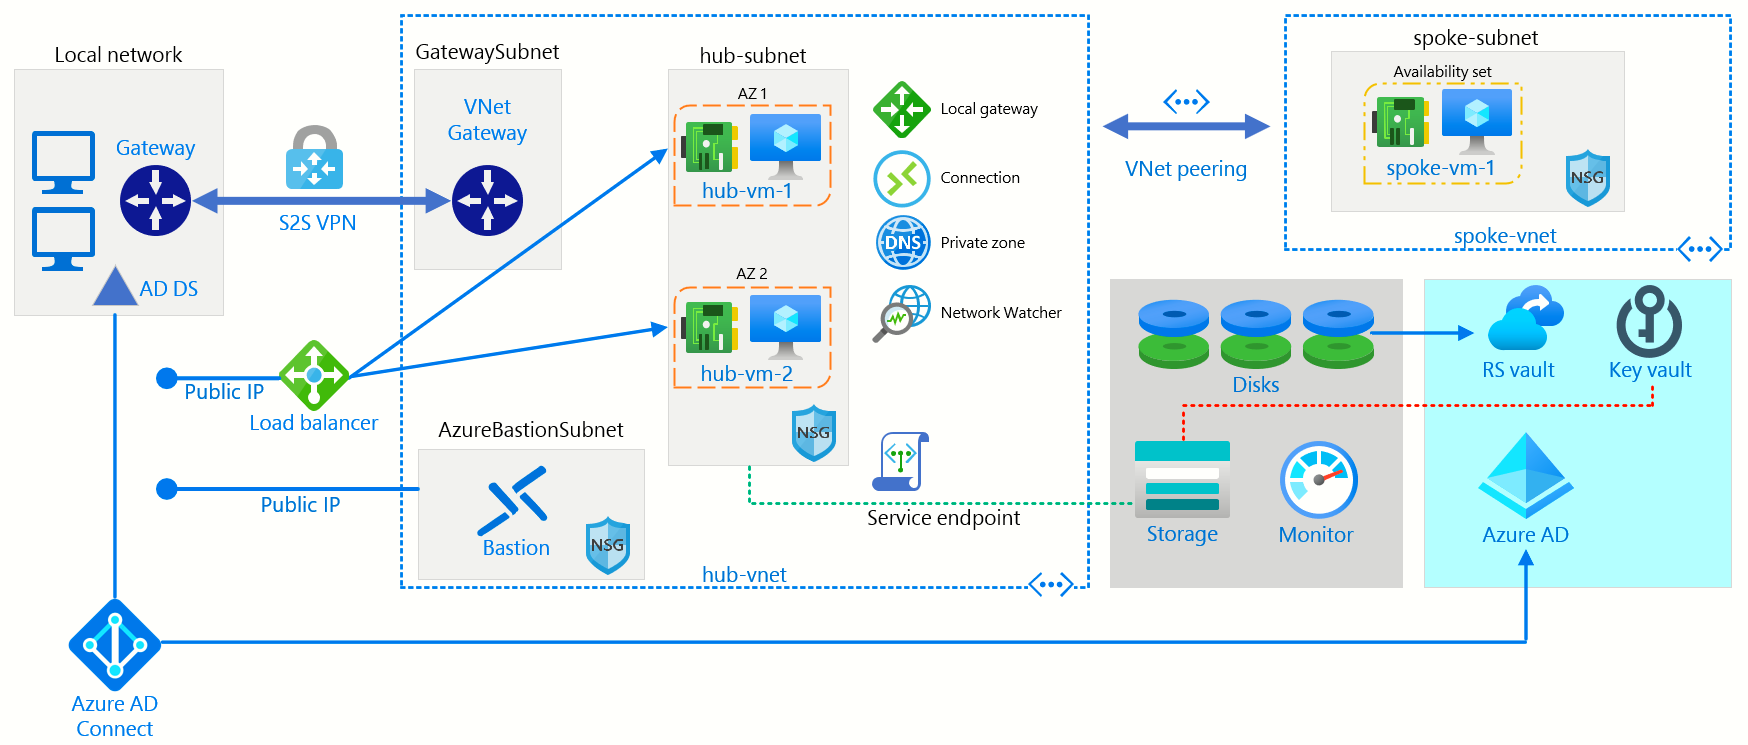 Local network
Gateway
AD DS
S2S VPN
GatewaySubnet
VNet
Gateway
hub-subnet
AZ 1
hub-vm-1
AZ 2
hub-vm-2
NSG
Local gateway
Connection
DNS
Private zone
Network Watcher
VNet peering
spoke-subnet
Availability set
spoke-vm-1
NSG
spoke-vnet
Public IP
Load balancer
Public IP
AzureBastionSubnet
Bastion
NSG
hub-vnet
Service endpoint
Disks
Storage
Monitor
RS vault
Key vault
Azure AD
Azure AD
Connect